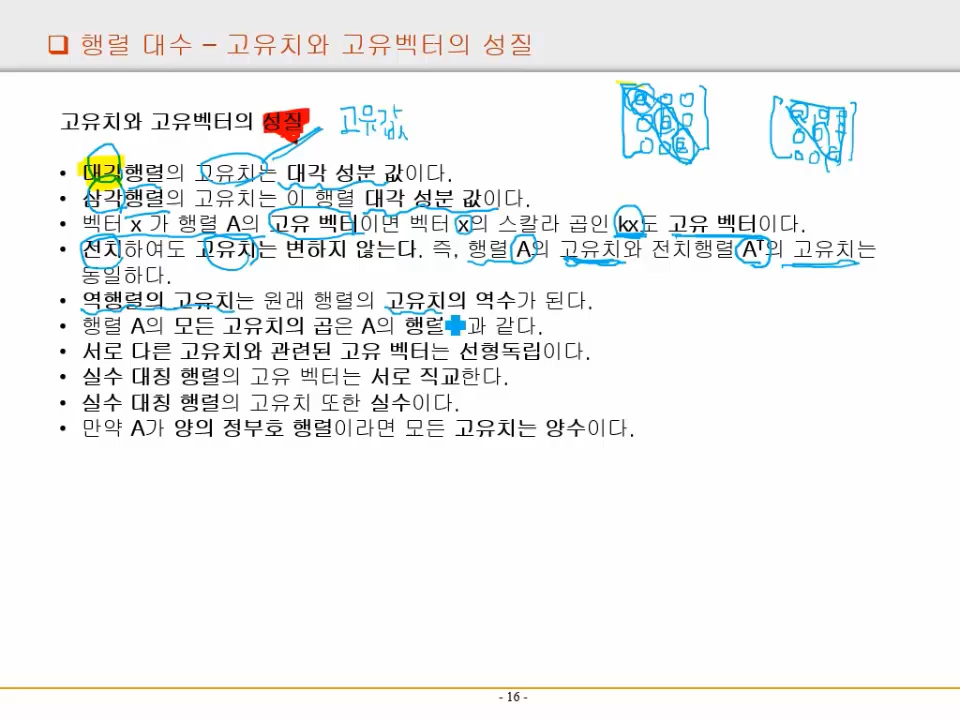 ❑ 행렬 대수 – 고유치와 고유벡터의 성질
고유치와 고유벡터의 성질
고유값
• 대각행렬의 고유치는 대각 성분 값이다.
• 삼각행렬의 고유치는 이 행렬 대각 성분 값이다.
• 벡터 x 가 행렬 A의 고유 벡터이면 벡터 x의 스칼라 곱인 kx도 고유 벡터이다.
• 전치하여도 고유치는 변하지 않는다. 즉, 행렬 A의 고유치와 전치행렬 Aᵀ의 고유치는
동일하다.
• 역행렬의 고유치는 원래 행렬의 고유치의 역수가 된다.
• 행렬 A의 모든 고유치의 곱은 A의 행렬 과 같다.
• 서로 다른 고유치와 관련된 고유 벡터는 선형독립이다.
• 실수 대칭 행렬의 고유 벡터는 서로 직교한다.
• 실수 대칭 행렬의 고유치 또한 실수이다.
• 만약 A가 양의 정부호 행렬이라면 모든 고유치는 양수이다.
- 16 -